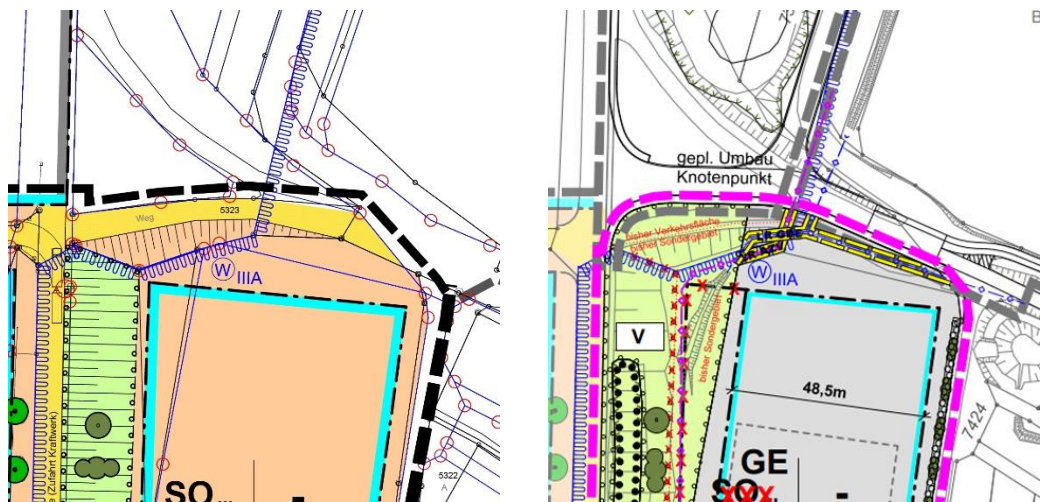 Weg
5323
W IIIA
(Zufahrt Kraftwerk)
SO
-
5322
A
B
gepl. Umbau
Knotenpunkt
bisher Verkehrsfläche
bisher Sondergebiet
W IIIA
bisher Sondergebiet
V
48,5m
7424
GE
SO
XXX
-